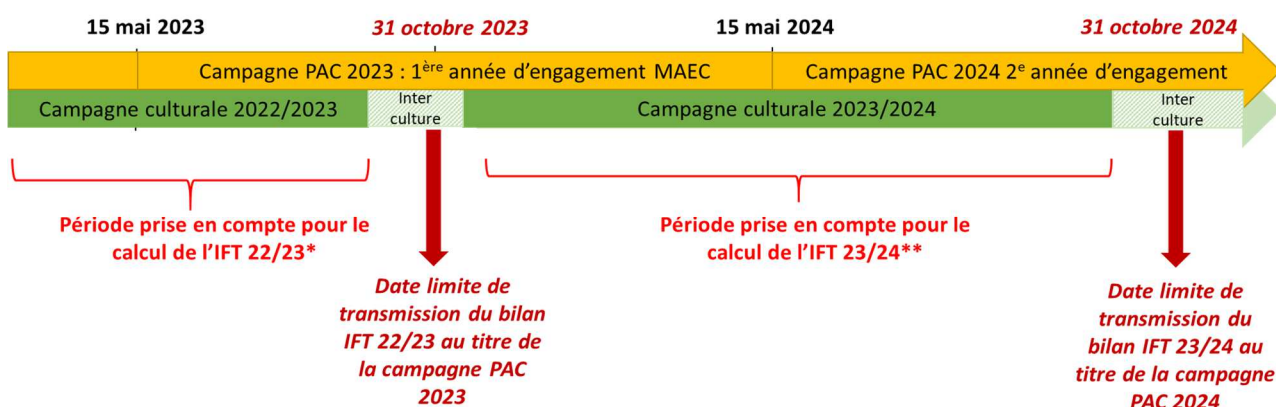 15 mai 2023
31 octobre 2023
15 mai 2024
31 octobre 2024
Campagne PAC 2023 : 1ère année d’engagement MAEC
Campagne PAC 2024 2e année d’engagement
Campagne culturale 2022/2023
Inter
culture
Campagne culturale 2023/2024
Inter
culture
Période prise en compte pour le
calcul de l’IFT 22/23*
Période prise en compte pour le
calcul de l’IFT 23/24**
Date limite de
transmission du bilan
IFT 22/23 au titre de
la campagne PAC
2023
Date limite de
transmission du
bilan IFT 23/24 au
titre de la campagne
PAC 2024